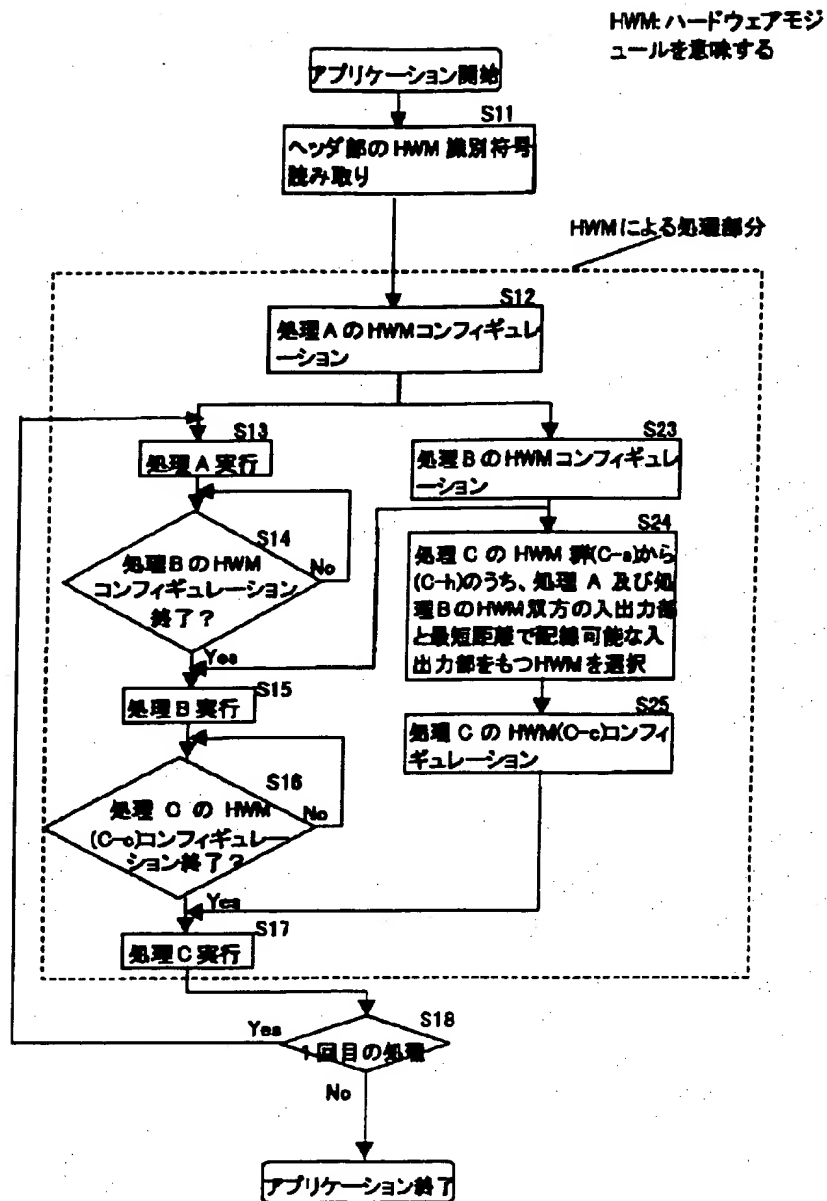 HWM: ハードウェアモジ
ュールを意味する
アプリケーション開始
S11
ヘッダ部のHWM 識別符号
読み取り
HWMによる処理部分
S12
処理AのHWMコンフィギュレ
ーション
S13
処理A実行
S23
処理BのHWMコンフィギュレ
ーション
S14
処理BのHWM
コンフィギュレーション
終了?
No
Yes
S24
処理CのHWM 群(C-a)から
(C-h)のうち、処理A 及び処
理BのHWM双方の入出力部
と最短距離で配線可能な入
出力部をもつHWMを選択
S15
処理B実行
S25
処理CのHWM(C-c)コンフィ
ギュレーション
S16
処理CのHWM
(C-c)コンフィギュレー
ション終了?
No
Yes
S17
処理C実行
S18
1回目の処理
Yes
No
アプリケーション終了